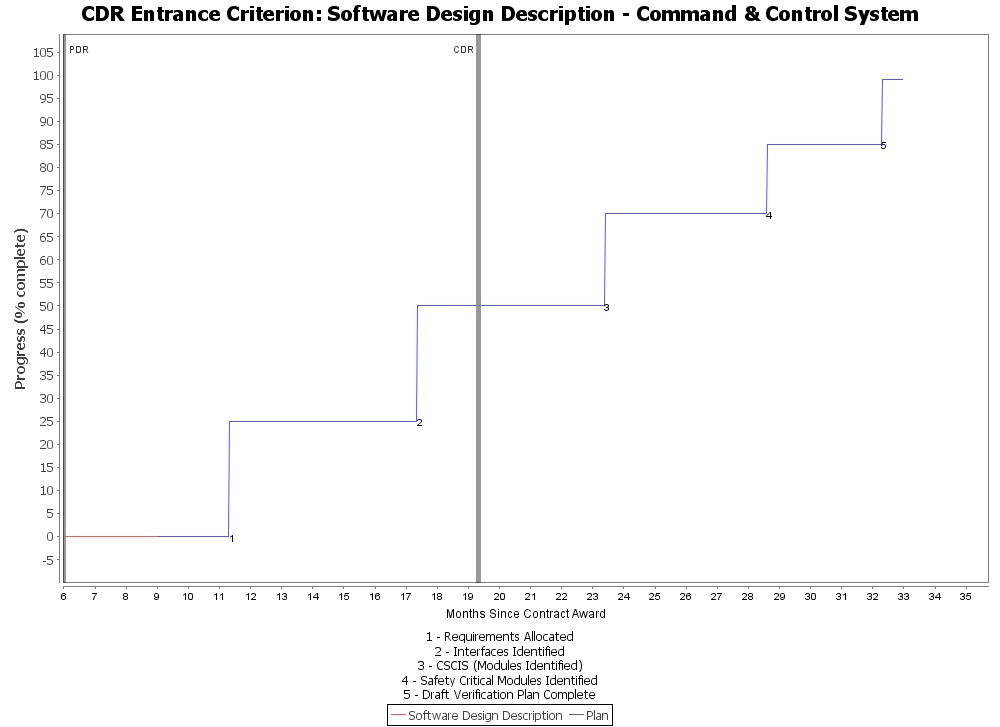 CDR Entrance Criterion: Software Design Description - Command & Control System
PDR
CDR
Progress (% complete)
105
100
95
90
85
80
75
70
65
60
55
50
45
40
35
30
25
20
15
10
5
0
-5
1
2
3
4
5
6 7 8 9 10 11 12 13 14 15 16 17 18 19 20 21 22 23 24 25 26 27 28 29 30 31 32 33 34 35
Months Since Contract Award
1 - Requirements Allocated
2 - Interfaces Identified
3 - CSCIS (Modules Identified)
4 - Safety Critical Modules Identified
5 - Draft Verification Plan Complete
Software Design Description Plan